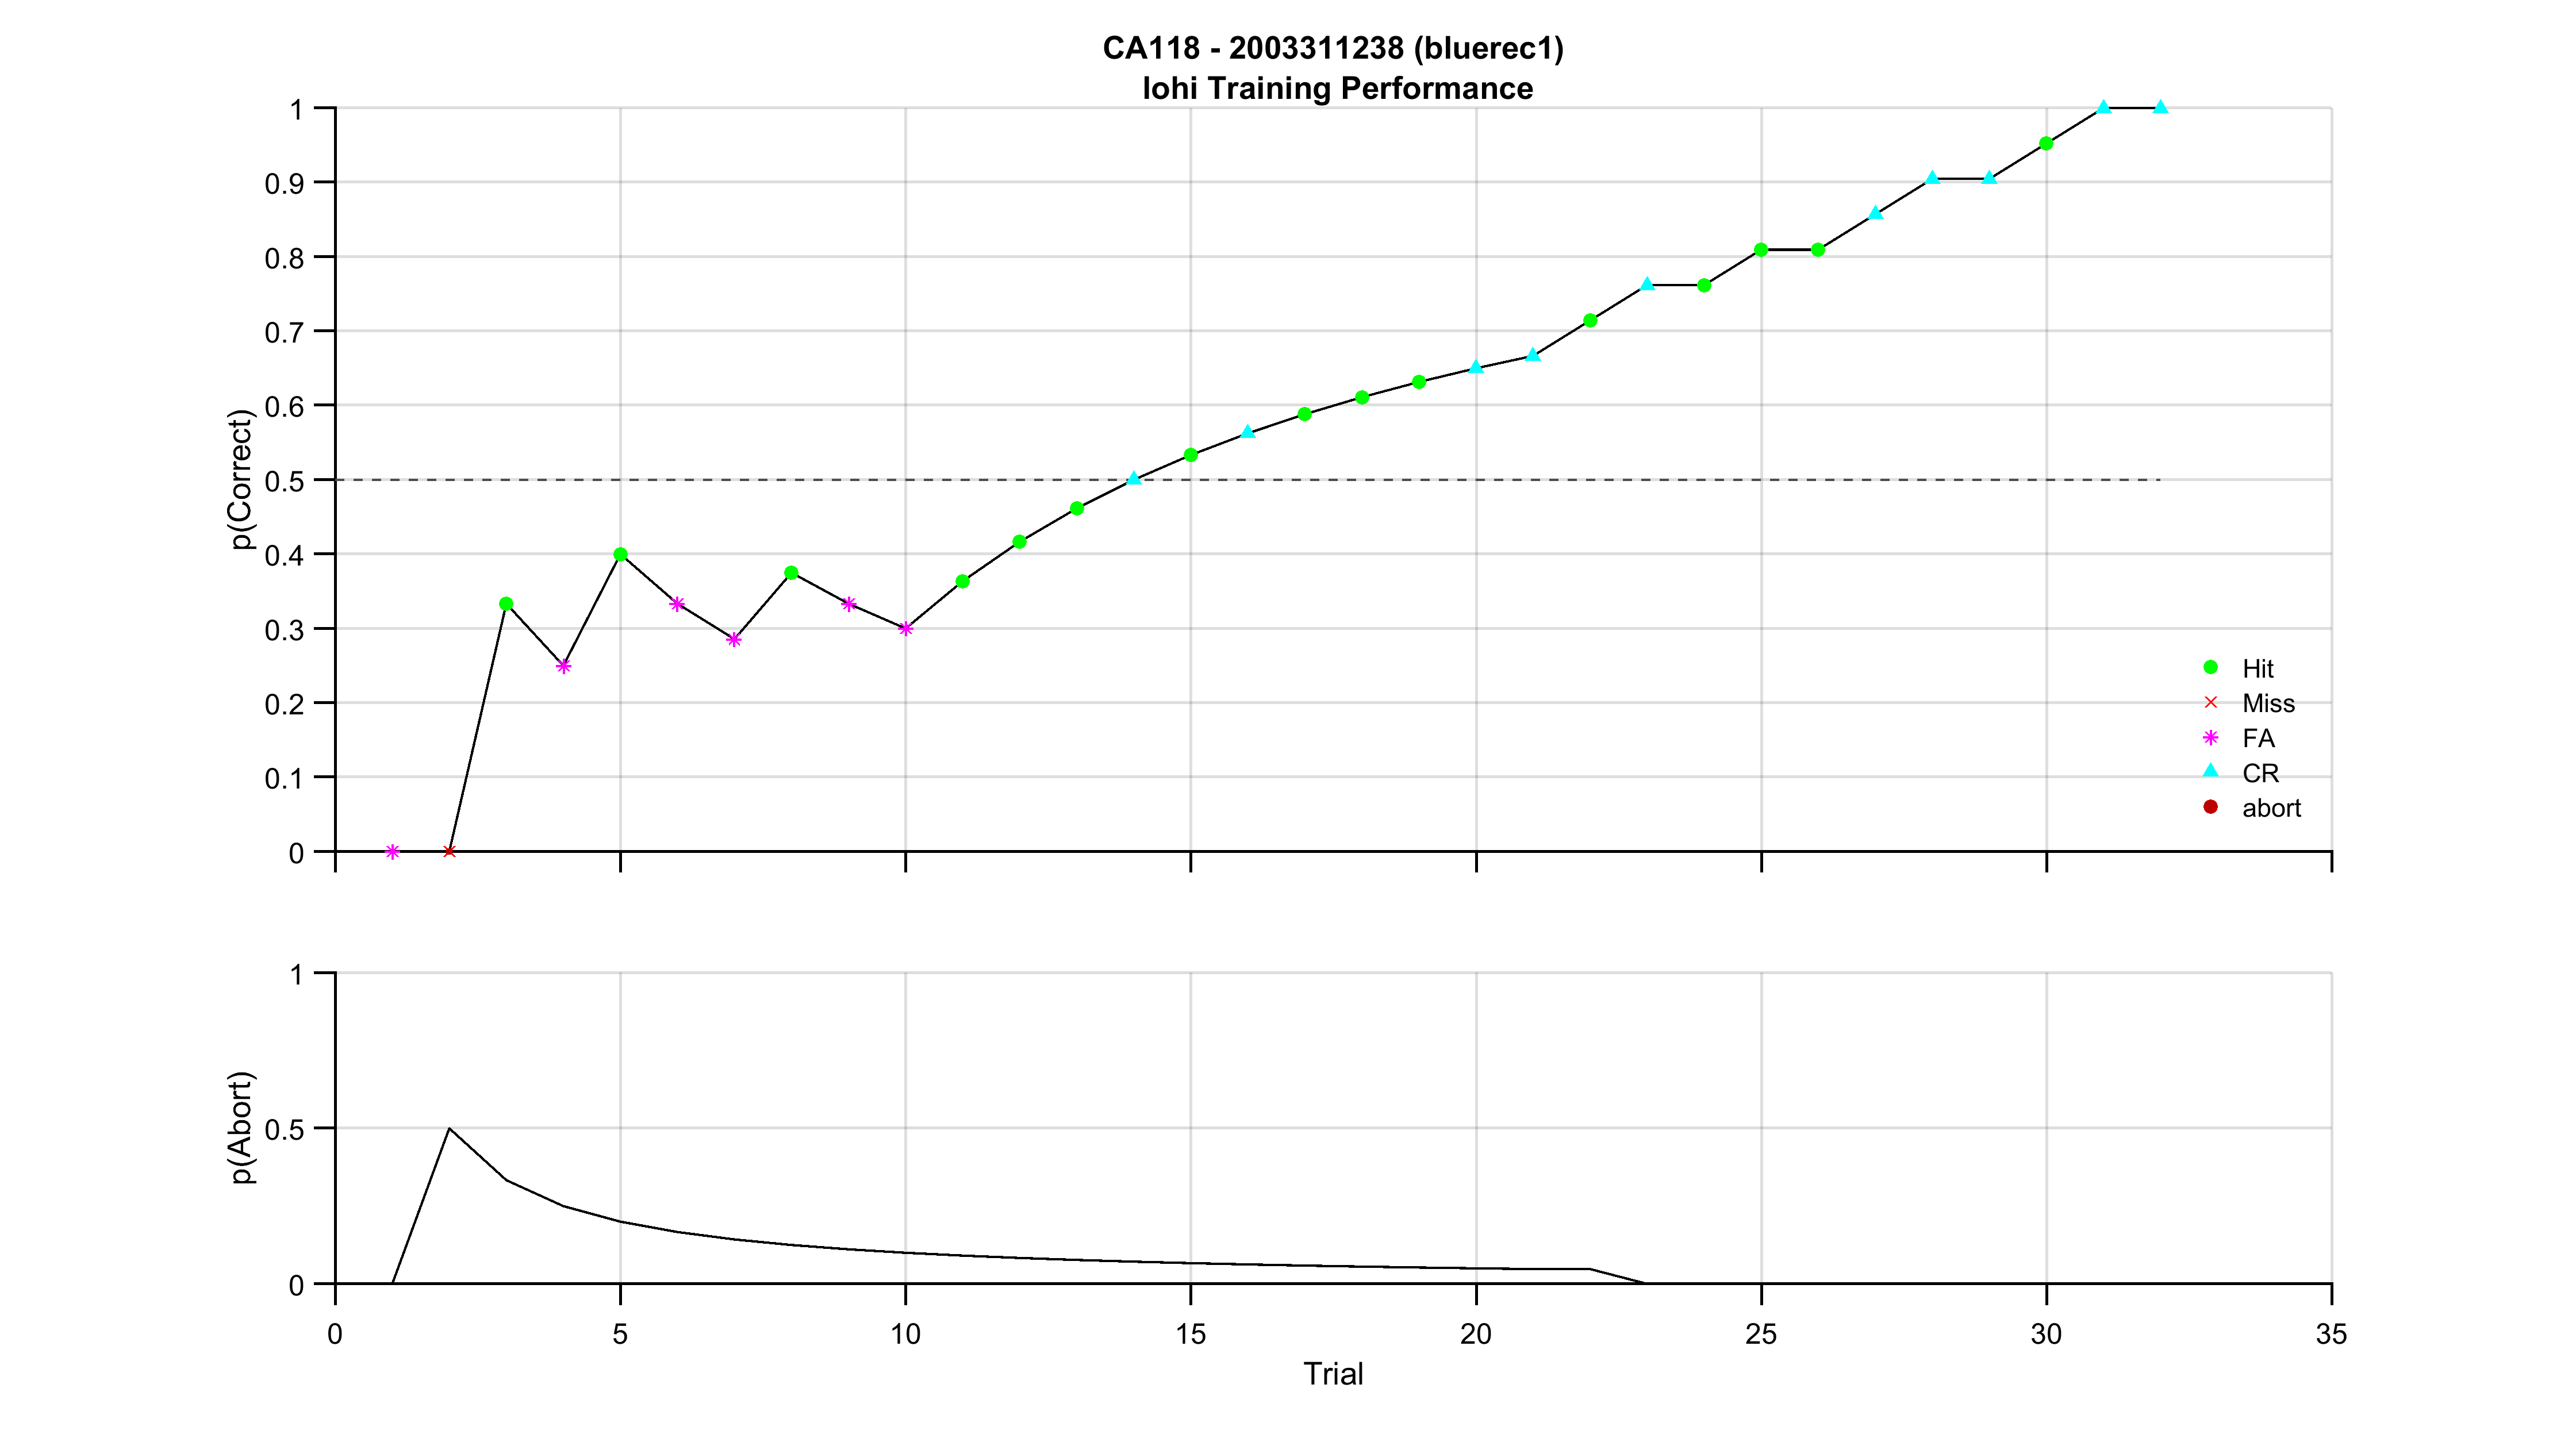 CA118 - 2003311238 (bluerec1)
lohi Training Performance
1
0.9
0.8
0.7
0.6
0.5
0.4
0.3
0.2
0.1
0
p(Correct)
Hit
Miss
FA
CR
abort
1
0.5
0
p(Abort)
0 5 10 15 20 25 30 35
Trial